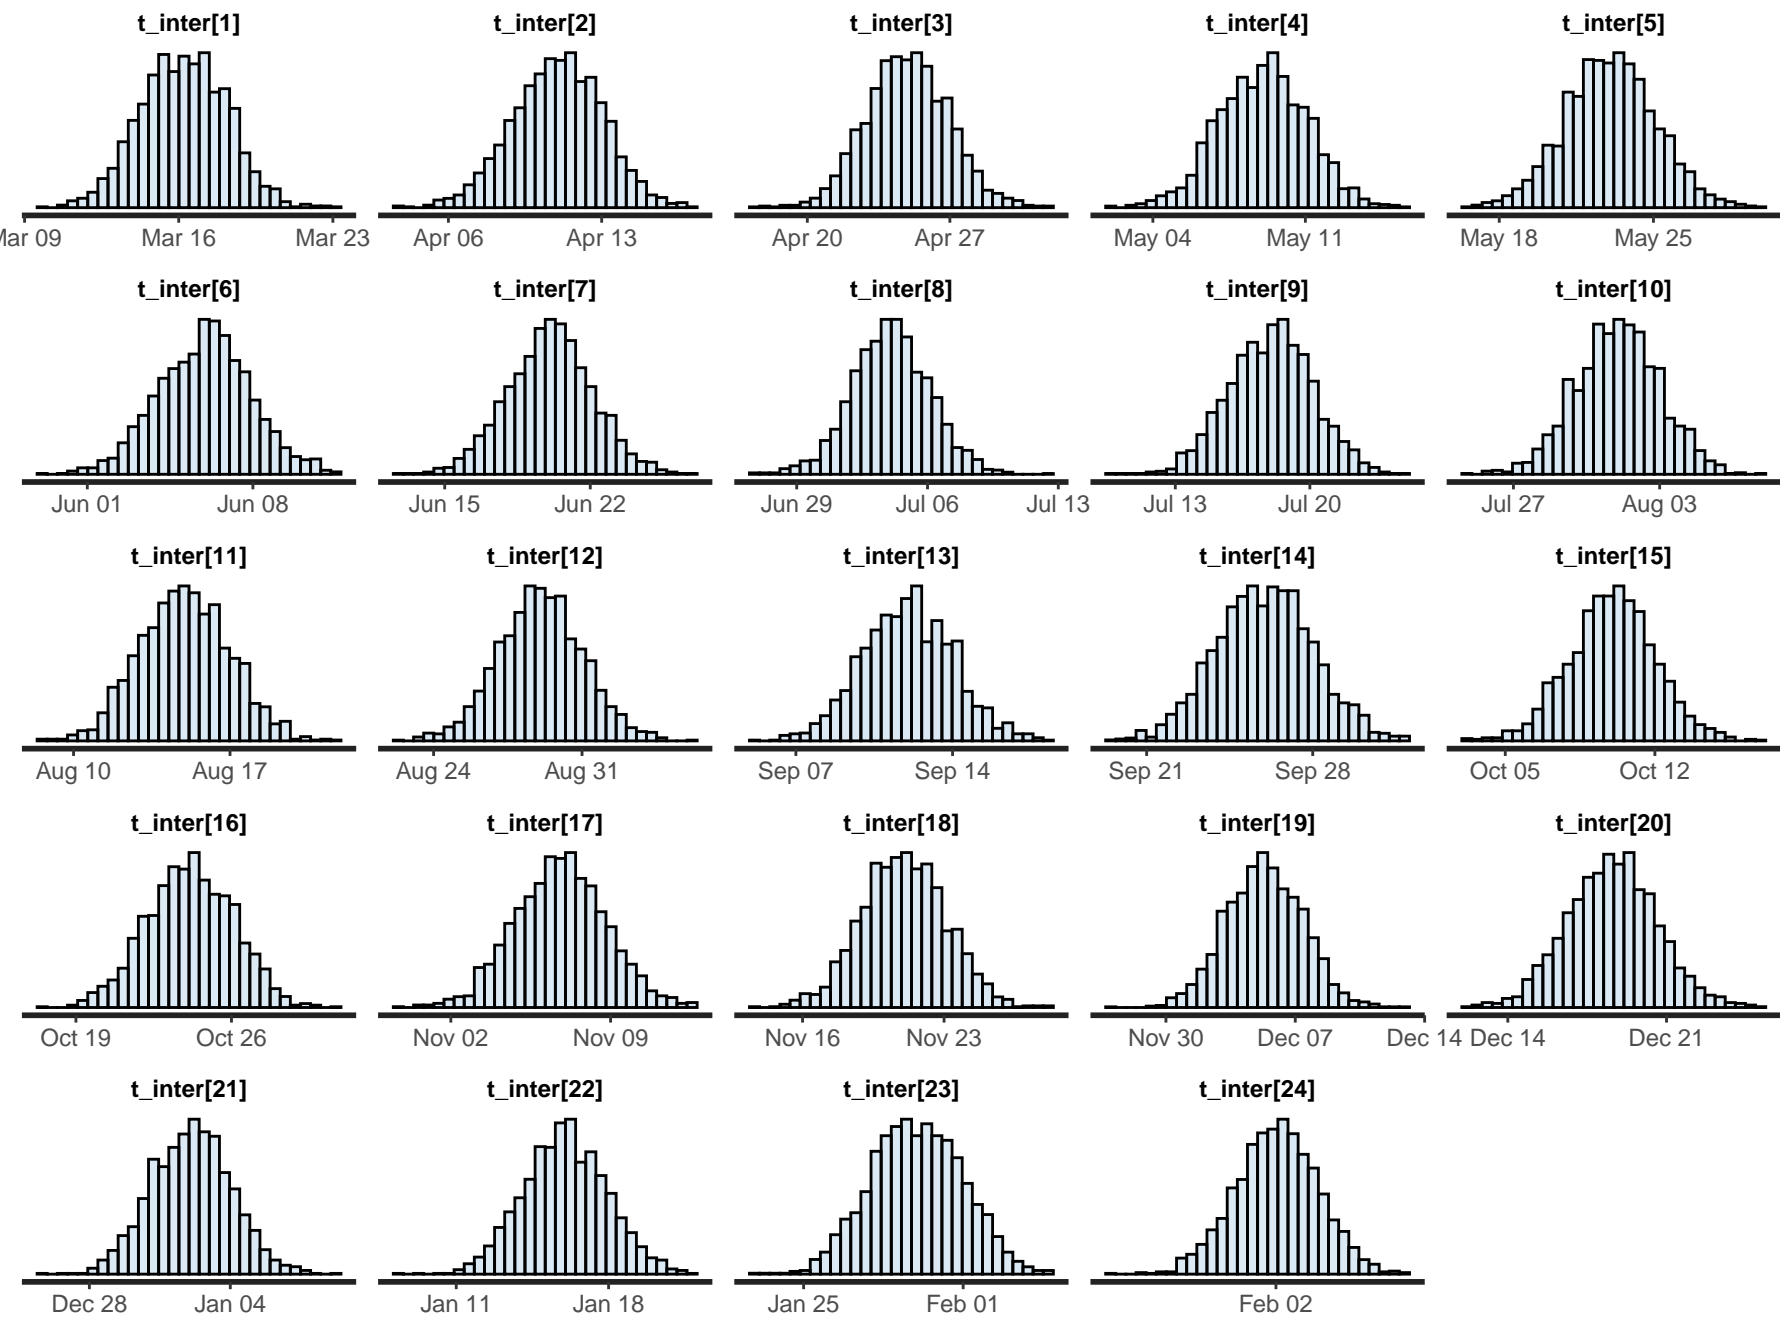 t_inter[1] t_inter[2] t_inter[3] t_inter[4] t_inter[5]
Mar 09 Mar 16 Mar 23 Apr 06 Apr 13 Apr 20 Apr 27 May 04 May 11 May 18 May 25
t_inter[6] t_inter[7] t_inter[8] t_inter[9] t_inter[10]
Jun 01 Jun 08 Jun 15 Jun 22 Jun 29 Jul 06 Jul 13 Jul 13 Jul 20 Jul 27 Aug 03
t_inter[11] t_inter[12] t_inter[13] t_inter[14] t_inter[15]
Aug 10 Aug 17 Aug 24 Aug 31 Sep 07 Sep 14 Sep 21 Sep 28 Oct 05 Oct 12
t_inter[16] t_inter[17] t_inter[18] t_inter[19] t_inter[20]
Oct 19 Oct 26 Nov 02 Nov 09 Nov 16 Nov 23 Nov 30 Dec 07 Dec 14 Dec 14 Dec 21
t_inter[21] t_inter[22] t_inter[23] t_inter[24]
Dec 28 Jan 04 Jan 11 Jan 18 Jan 25 Feb 01 Feb 02